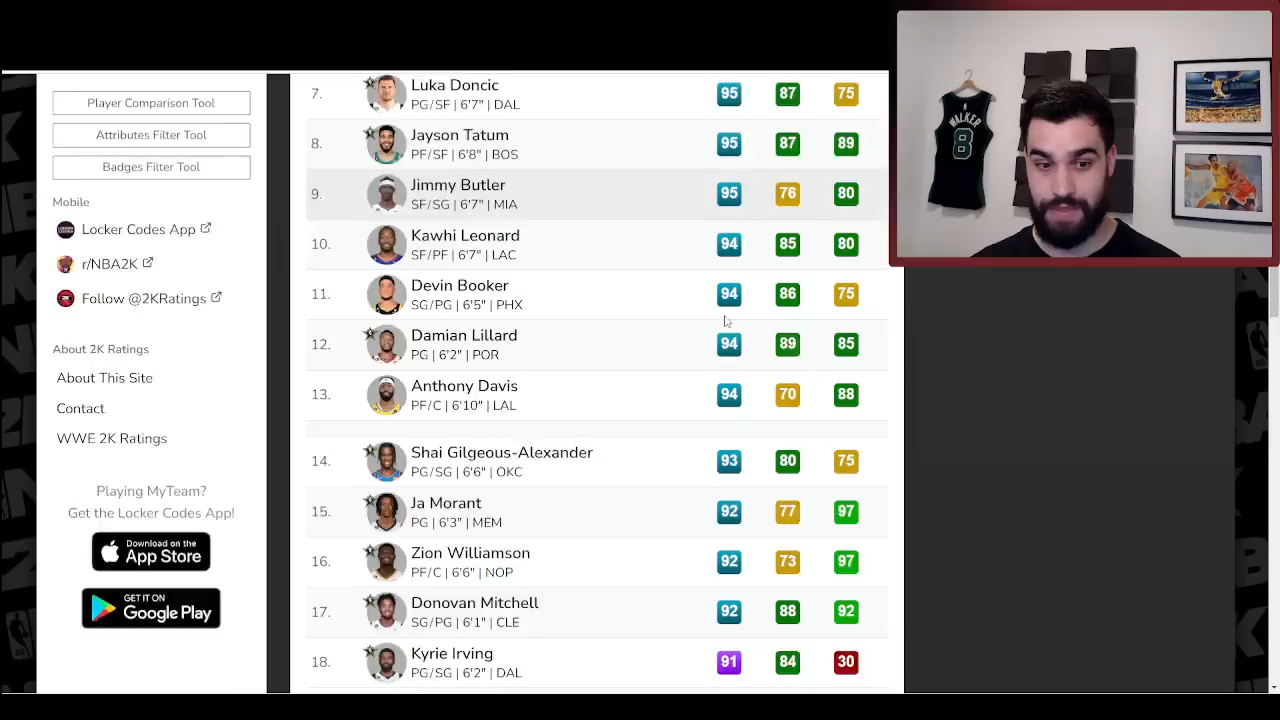 Player Comparison Tool
Attributes Filter Tool
Badges Filter Tool
Mobile
Locker Codes App
r/NBA2K
Follow @2KRatings
About 2K Ratings
About This Site
Contact
WWE 2K Ratings
Playing MyTeam?
Get the Locker Codes App!
Download on the
App Store
GET IT ON
Google Play
7. Luka Doncic 95 87 75
PG/SF | 6'7" | DAL
8. Jayson Tatum 95 87 89
PF/SF | 6'8" | BOS
9. Jimmy Butler 95 76 80
SF/SG | 6'7" | MIA
10. Kawhi Leonard 94 85 80
SF/PF | 6'7" | LAC
11. Devin Booker 94 86 75
SG/PG | 6'5" | PHX
12. Damian Lillard 94 89 85
PG | 6'2" | POR
13. Anthony Davis 94 70 88
PF/C | 6'10" | LAL
14. Shai Gilgeous-Alexander 93 80 75
PG/SG | 6'6" | OKC
15. Ja Morant 92 77 97
PG | 6'3" | MEM
16. Zion Williamson 92 73 97
PF/C | 6'6" | NOP
17. Donovan Mitchell 92 88 92
SG/PG | 6'1" | CLE
18. Kyrie Irving 91 84 30
PG/SG | 6'2" | DAL
WALKER
8